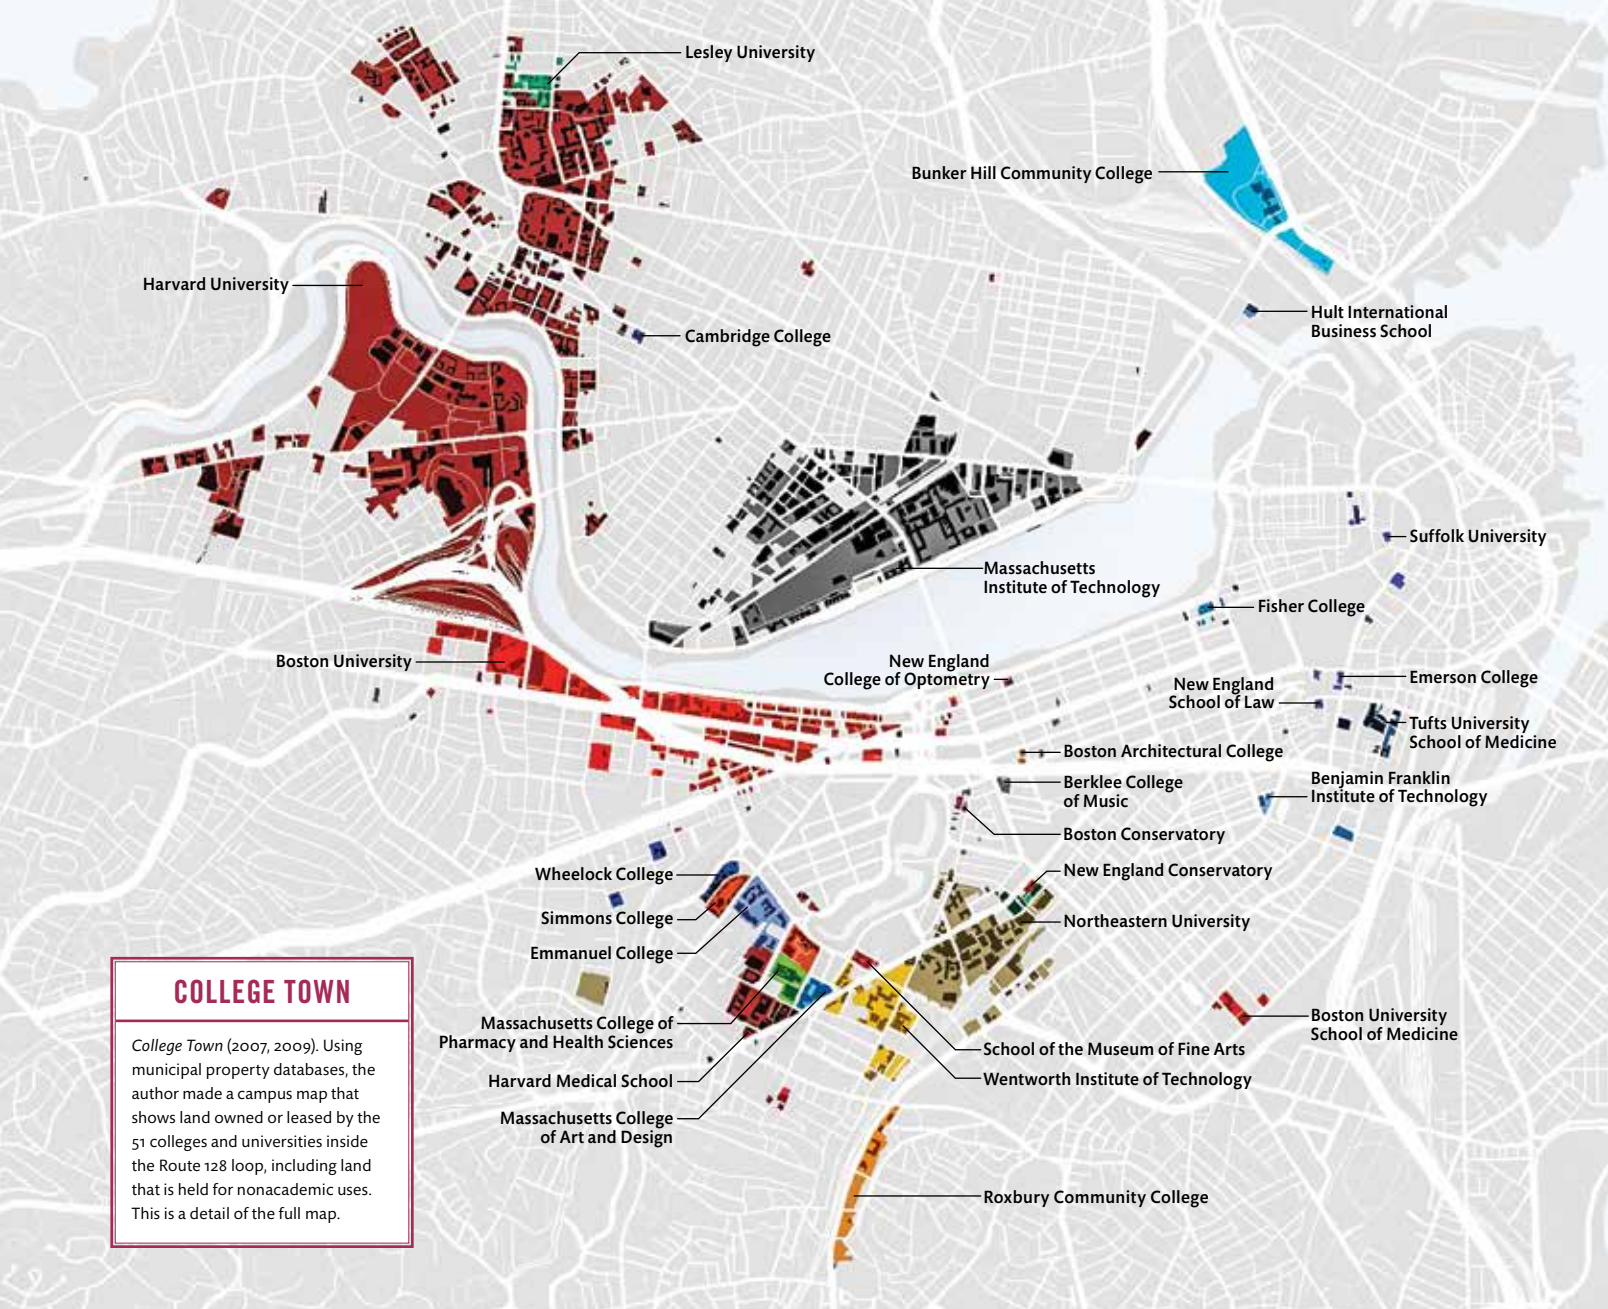 Lesley University
Bunker Hill Community College
Harvard University
Hult International
Business School
Cambridge College
Suffolk University
Massachusetts
Institute of Technology
Fisher College
Boston University
New England
College of Optometry
New England
School of Law
Emerson College
Tufts University
School of Medicine
Boston Architectural College
Berklee College
of Music
Benjamin Franklin
Institute of Technology
Boston Conservatory
Wheelock College
New England Conservatory
Simmons College
Northeastern University
Emmanuel College
Massachusetts College of
Pharmacy and Health Sciences
Boston University
School of Medicine
School of the Museum of Fine Arts
Harvard Medical School
Wentworth Institute of Technology
Massachusetts College
of Art and Design
Roxbury Community College
COLLEGE TOWN
College Town (2007, 2009). Using
municipal property databases, the
author made a campus map that
shows land owned or leased by the
51 colleges and universities inside
the Route 128 loop, including land
that is held for nonacademic uses.
This is a detail of the full map.